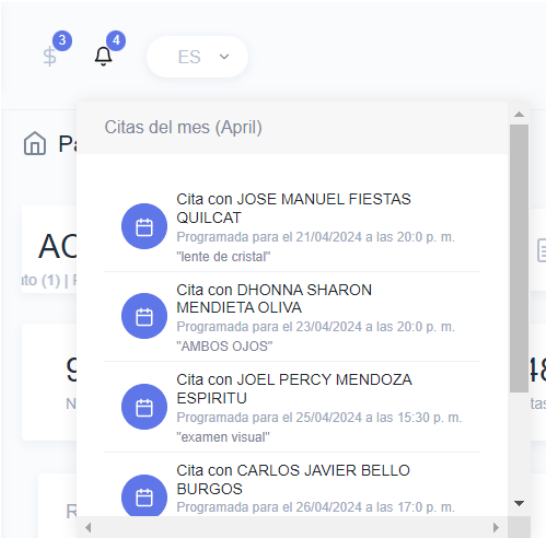 3
4
$
ES
Citas del mes (April)
Cita con JOSE MANUEL FIESTAS
QUILCAT
Programada para el 21/04/2024 a las 20:0 p. m.
"lente de cristal"
Cita con DHONNA SHARON
MENDIETA OLIVA
Programada para el 23/04/2024 a las 20:0 p. m.
"AMBOS OJOS"
Cita con JOEL PERCY MENDOZA
ESPIRITU
Programada para el 25/04/2024 a las 15:30 p. m.
"examen visual"
Cita con CARLOS JAVIER BELLO
BURGOS
Programada para el 26/04/2024 a las 17:0 p. m.